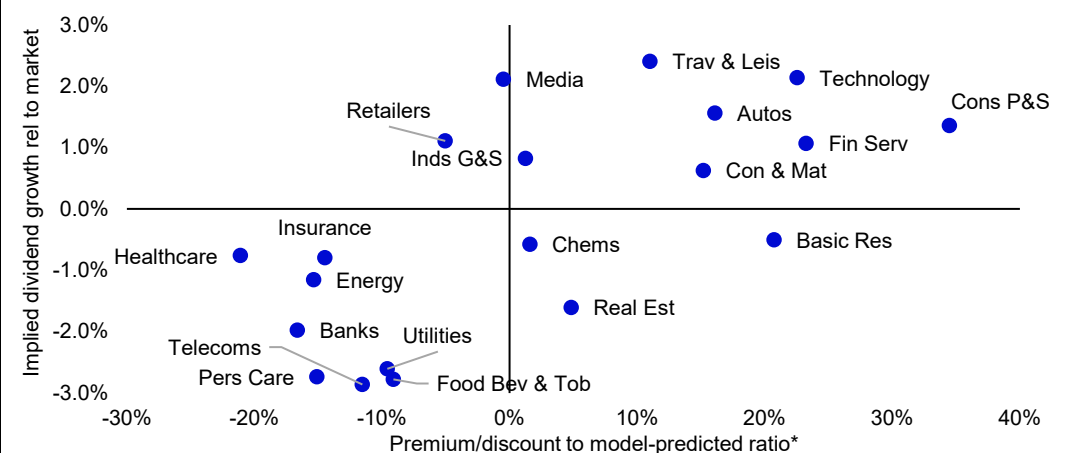 3.0%
Trav & Leis
2.0%
Media
Technology
Cons P&S
Retailers
Autos
1.0%
Inds G&S
Fin Serv
Con & Mat
0.0%
Insurance
Healthcare
Chems
Basic Res
-1.0%
Energy
Real Est
-2.0%
Banks
Utilities
Telecoms
Pers Care
Food Bev & Tob
-3.0%
-30% -20% -10% 0% 10% 20% 30% 40%
Premium/discount to model-predicted ratio*
Implied dividend growth rel to market